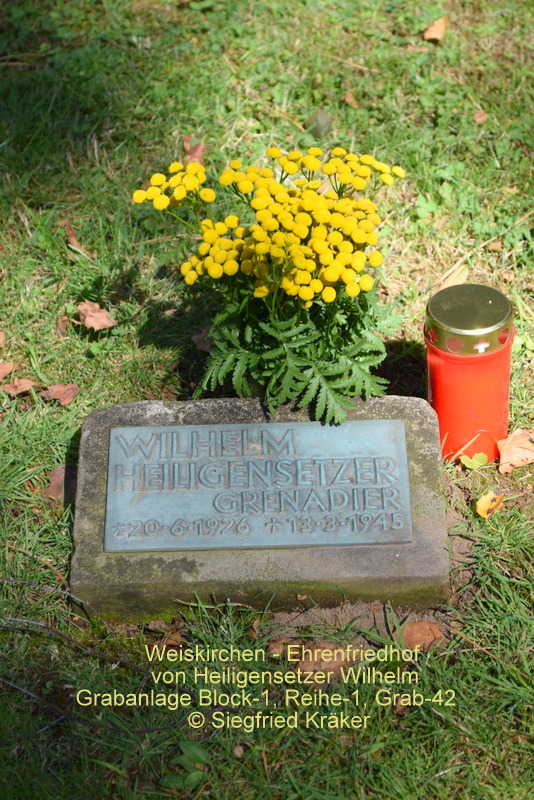 WILHELM
HEILIGENSETZER
GRENADIER
*20-6-1926 ✝13-3-1945
Weiskirchen - Ehrenfriedhof
von Heiligensetzer Wilhelm
Grabanlage Block-1, Reihe-1, Grab-42
© Siegfried Kräker